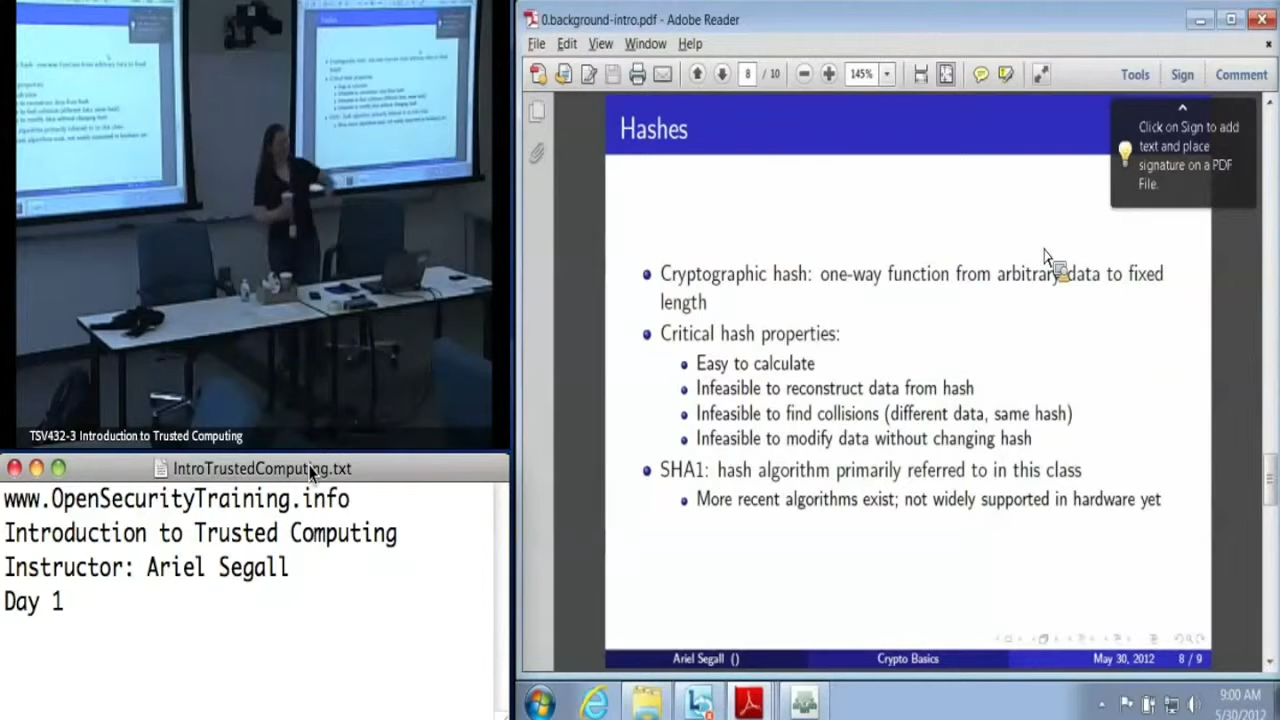 TSV432-3 Introduction to Trusted Computing
IntroTrustedComputing.txt
www.OpenSecurityTraining.info
Introduction to Trusted Computing
Instructor: Ariel Segall
Day 1
0.background-intro.pdf - Adobe Reader
File Edit View Window Help
8 10 145% Tools Sign Comment
Click on Sign to add
text and place
signature on a PDF
File.
Hashes
Cryptographic hash: one-way function from arbitrary data to fixed
length
Critical hash properties:
Easy to calculate
Infeasible to reconstruct data from hash
Infeasible to find collisions (different data, same hash)
Infeasible to modify data without changing hash
SHA1: hash algorithm primarily referred to in this class
More recent algorithms exist; not widely supported in hardware yet
Ariel Segall () Crypto Basics May 30, 2012 8 / 9
9:00 AM
5/30/2012